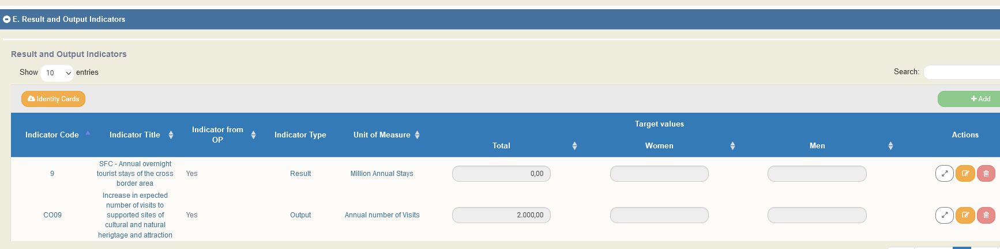 E. Result and Output Indicators
Result and Output Indicators
Show 10 entries
Search:
Identity Cards
Add
Target values
Indicator Code Indicator Title Indicator from OP Indicator Type Unit of Measure Total Women Men Actions
SFC - Annual overnight
9 tourist stays of the cross Yes Result Million Annual Stays 0,00
border area
Increase in expected
number of visits to
CO09 supported sites of Yes Output Annual number of Visits 2.000,00
cultural and natural
herigtage and attraction